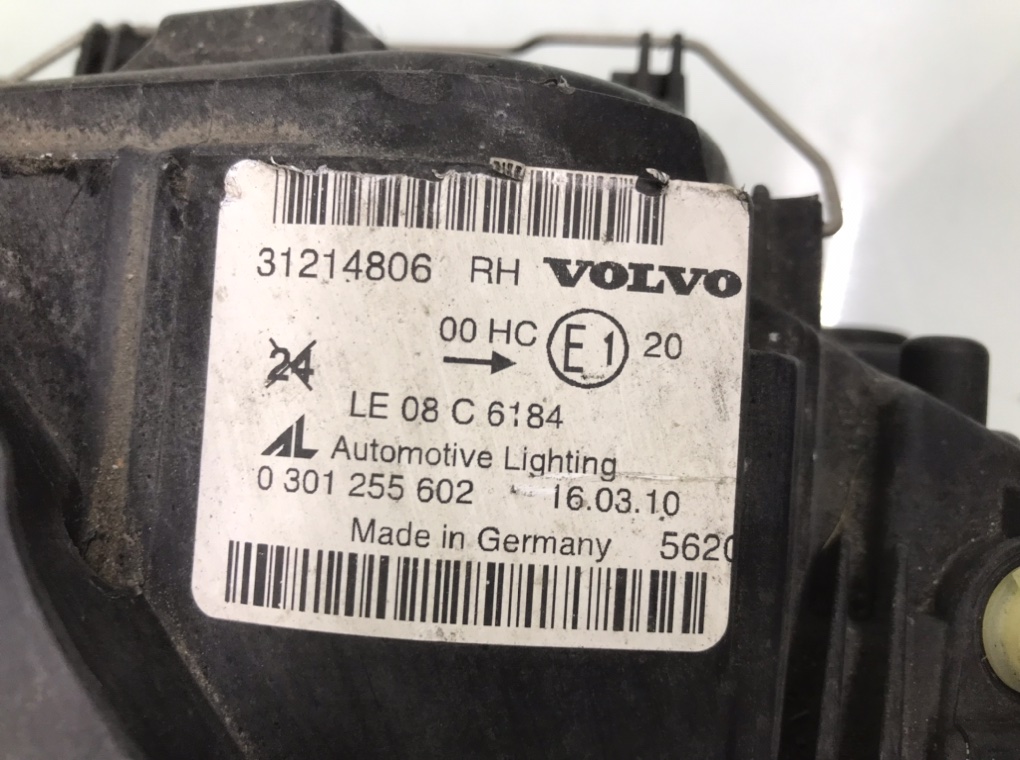 31214806 RH VOLVO
00 HC E1 20
24
LE 08 C 6184
AL Automotive Lighting
0 301 255 602 16.03.10
Made in Germany 5620